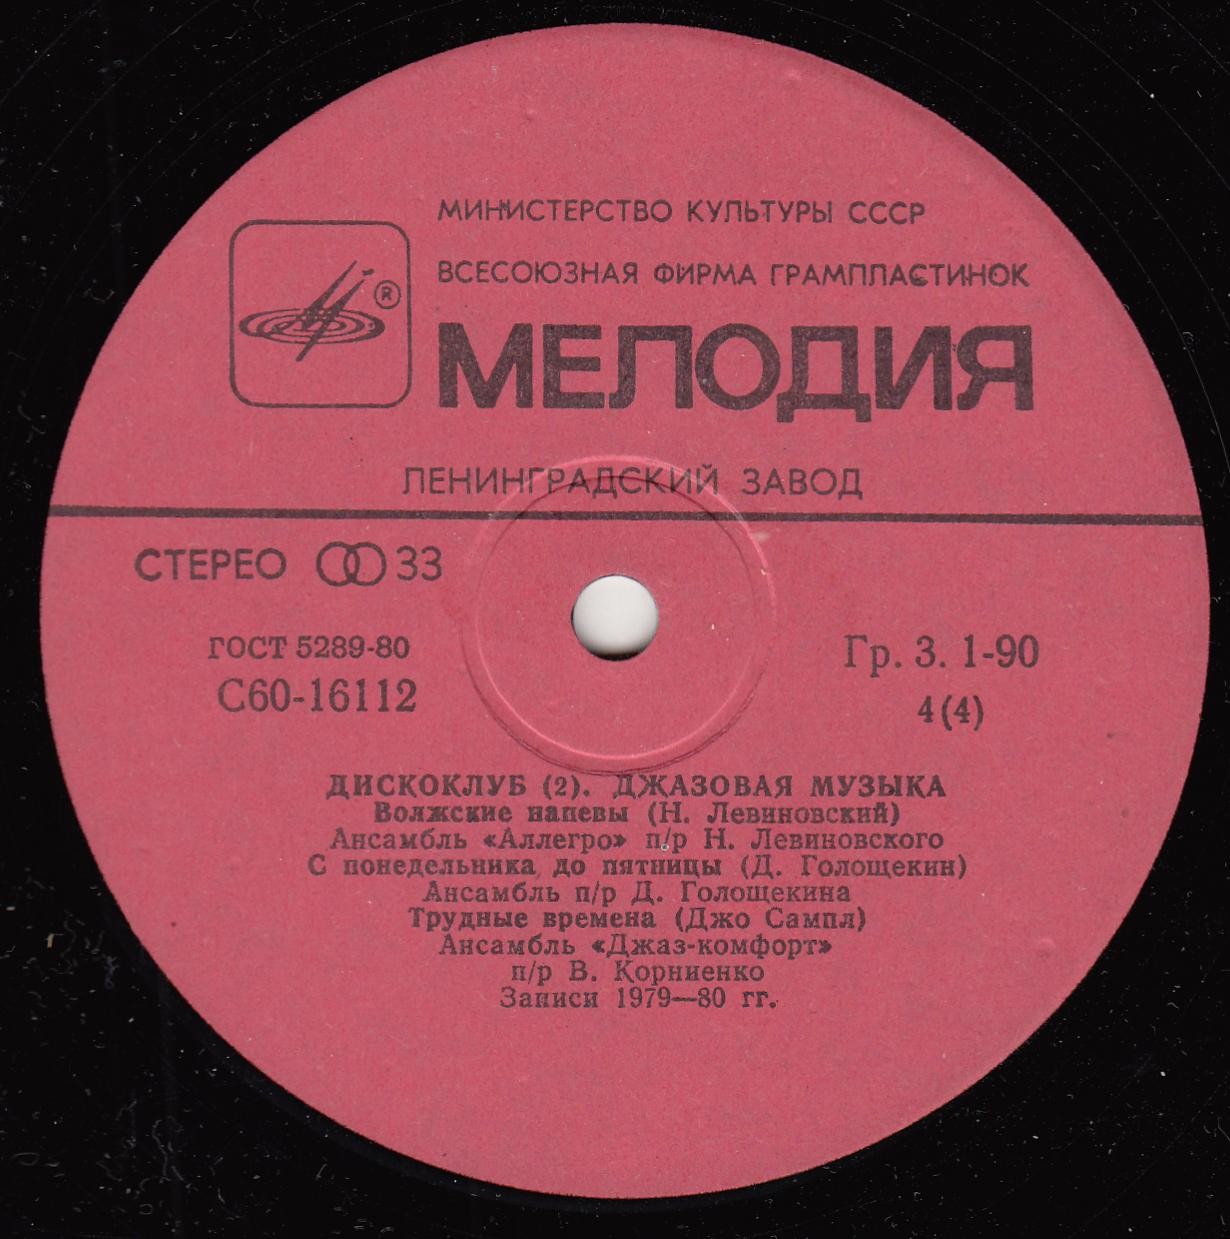 МИНИСТЕРСТВО КУЛЬТУРЫ СССР
ВСЕСОЮЗНАЯ ФИРМА ГРАМПЛАСТИНОК
®
МЕЛОДИЯ
ЛЕНИНГРАДСКИЙ ЗАВОД
СТЕРЕО 33
ГОСТ 5289-80
С60-16112
Гр. 3. 1-90
4(4)
ДИСКОКЛУБ (2). ДЖАЗОВАЯ МУЗЫКА
Волжские напевы (Н. Левиновский)
Ансамбль «Аллегро» п/р Н. Левиновского
С понедельника до пятницы (Д. Голощекин)
Ансамбль п/р Д. Голощекина
Трудные времена (Джо Сампл)
Ансамбль «Джаз-комфорт»
п/р В. Корниенко
Записи 1979—80 гг.